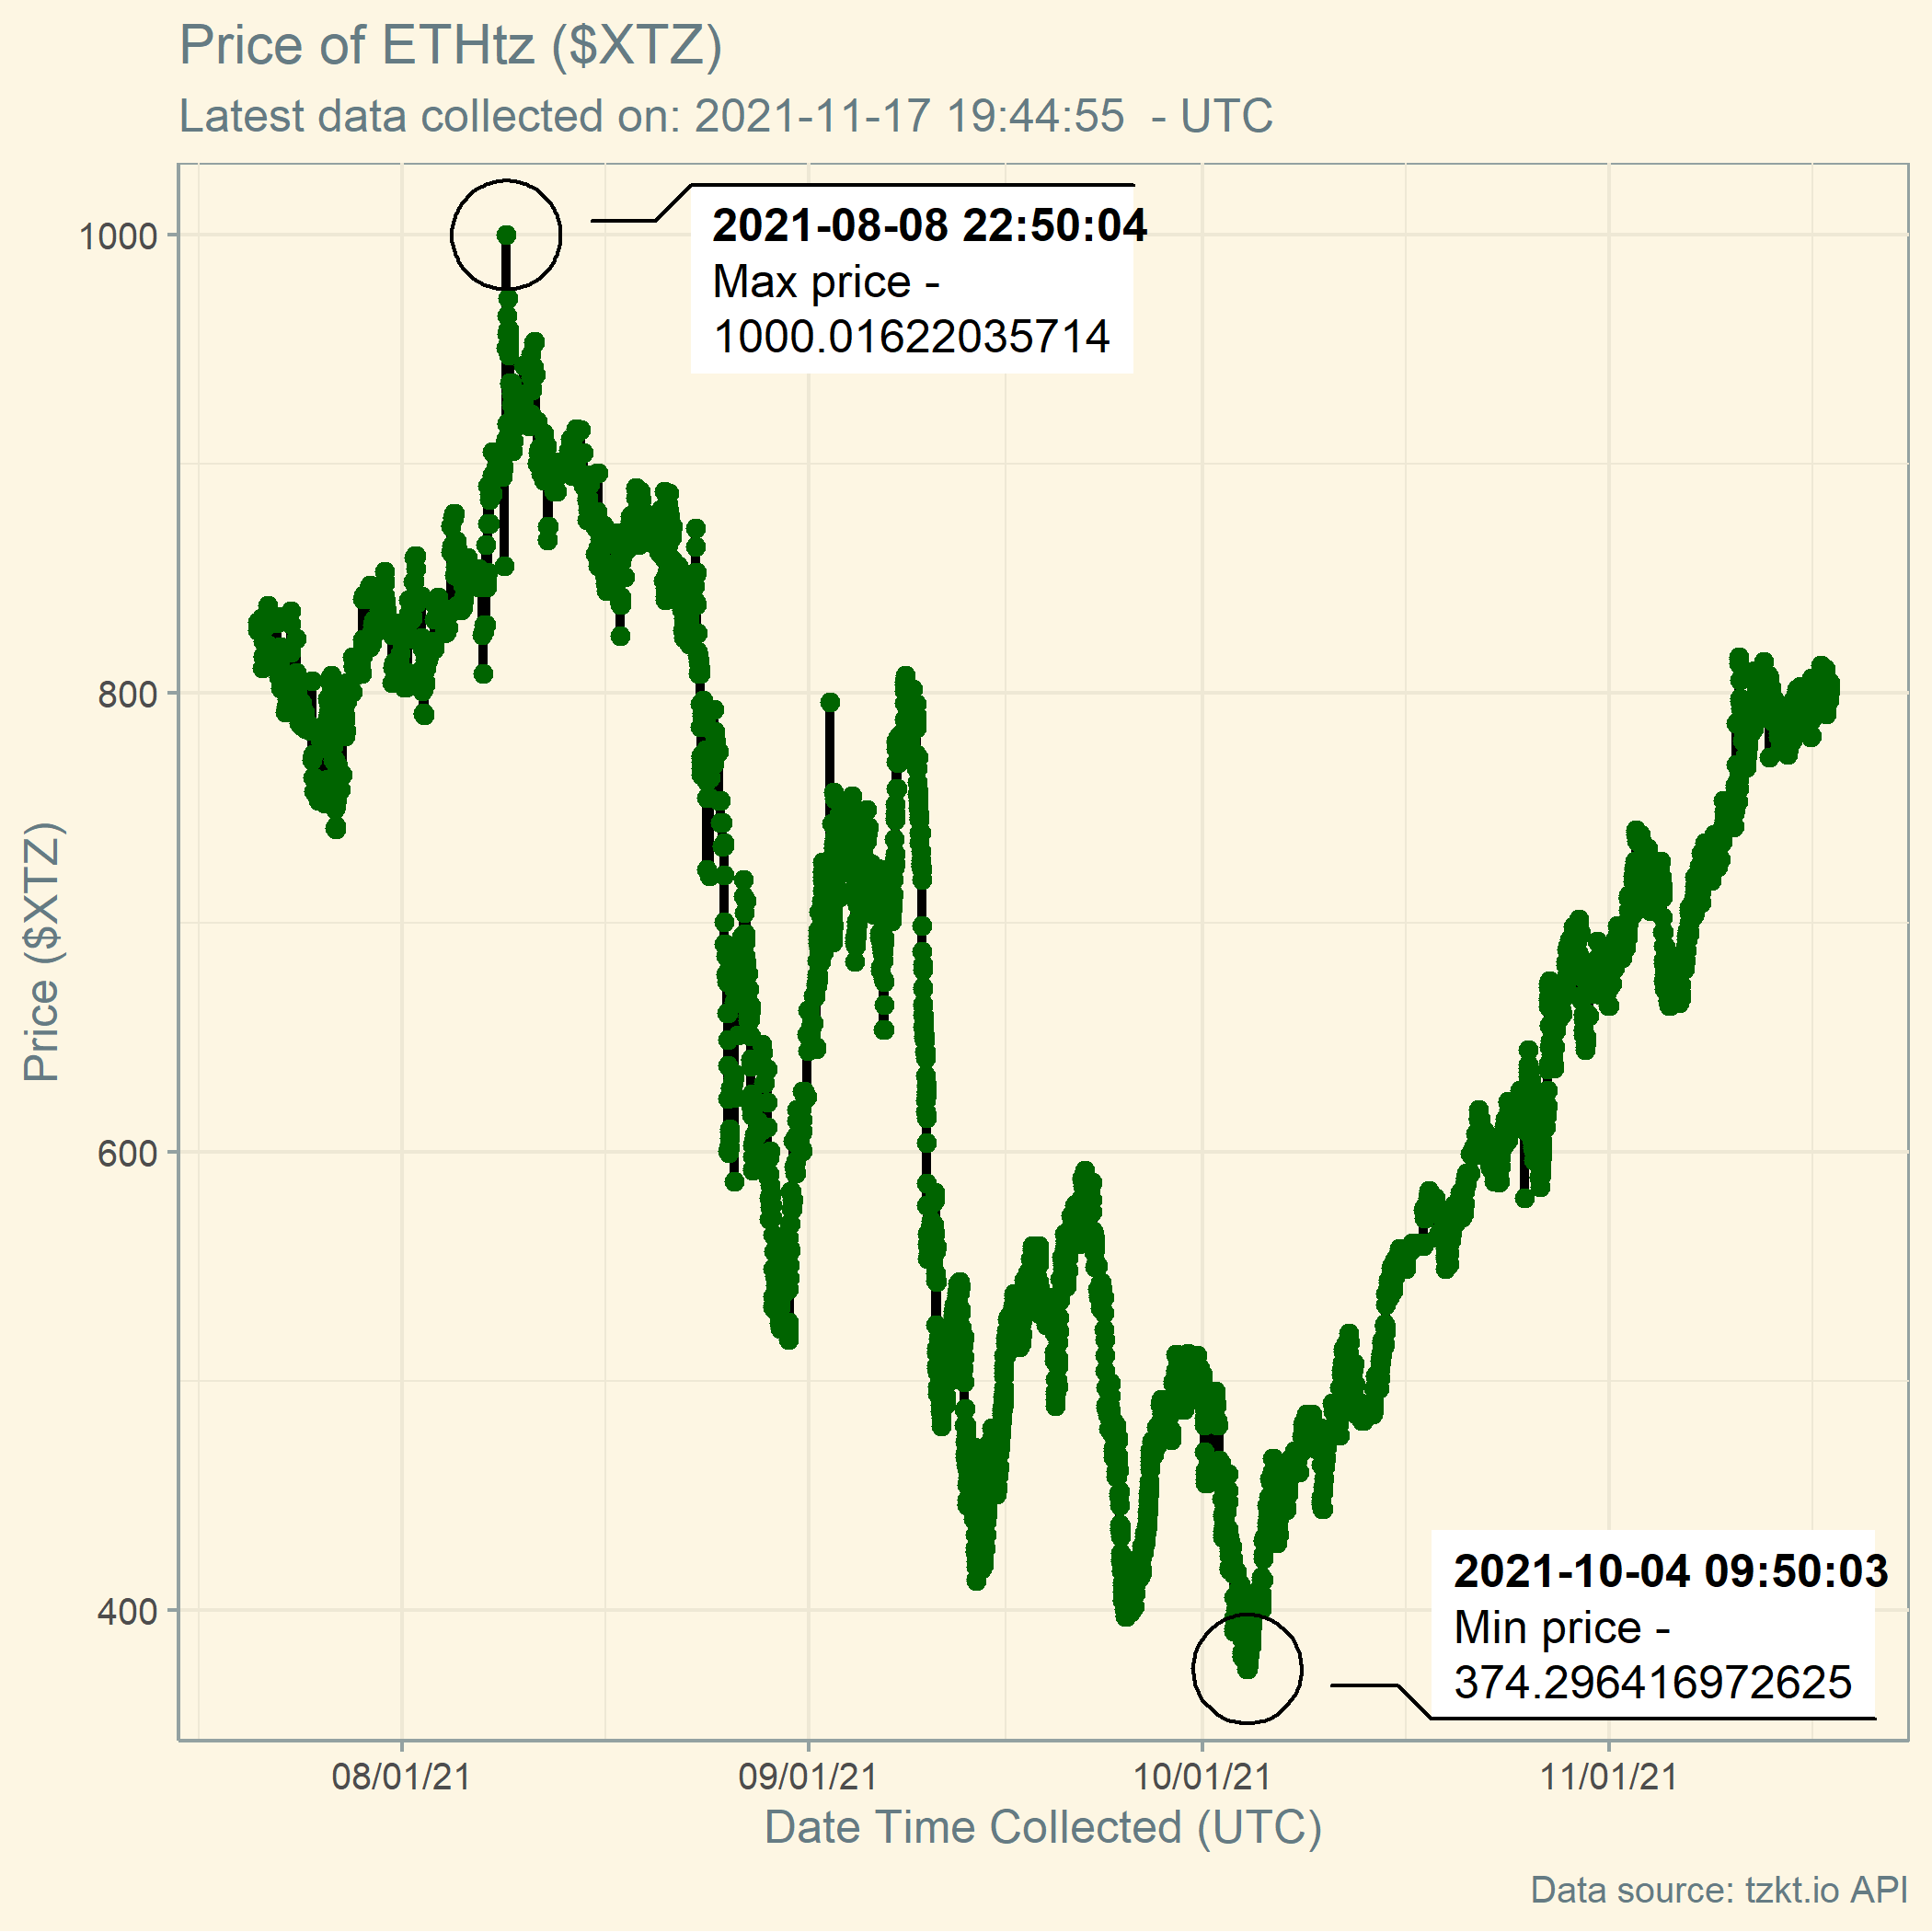 Price of ETHtz ($XTZ)
Latest data collected on: 2021-11-17 19:44:55  - UTC
2021-08-08 22:50:04
Max price -
1000.01622035714
1000
800
600
400
Price ($XTZ)
2021-10-04 09:50:03
Min price -
374.296416972625
08/01/21
09/01/21
10/01/21
11/01/21
Date Time Collected (UTC)
Data source: tzkt.io API